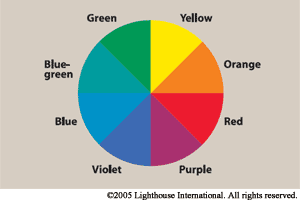 Green
Yellow
Blue-
green
Orange
Blue
Red
Violet
Purple
©2005 Lighthouse International. All rights reserved.